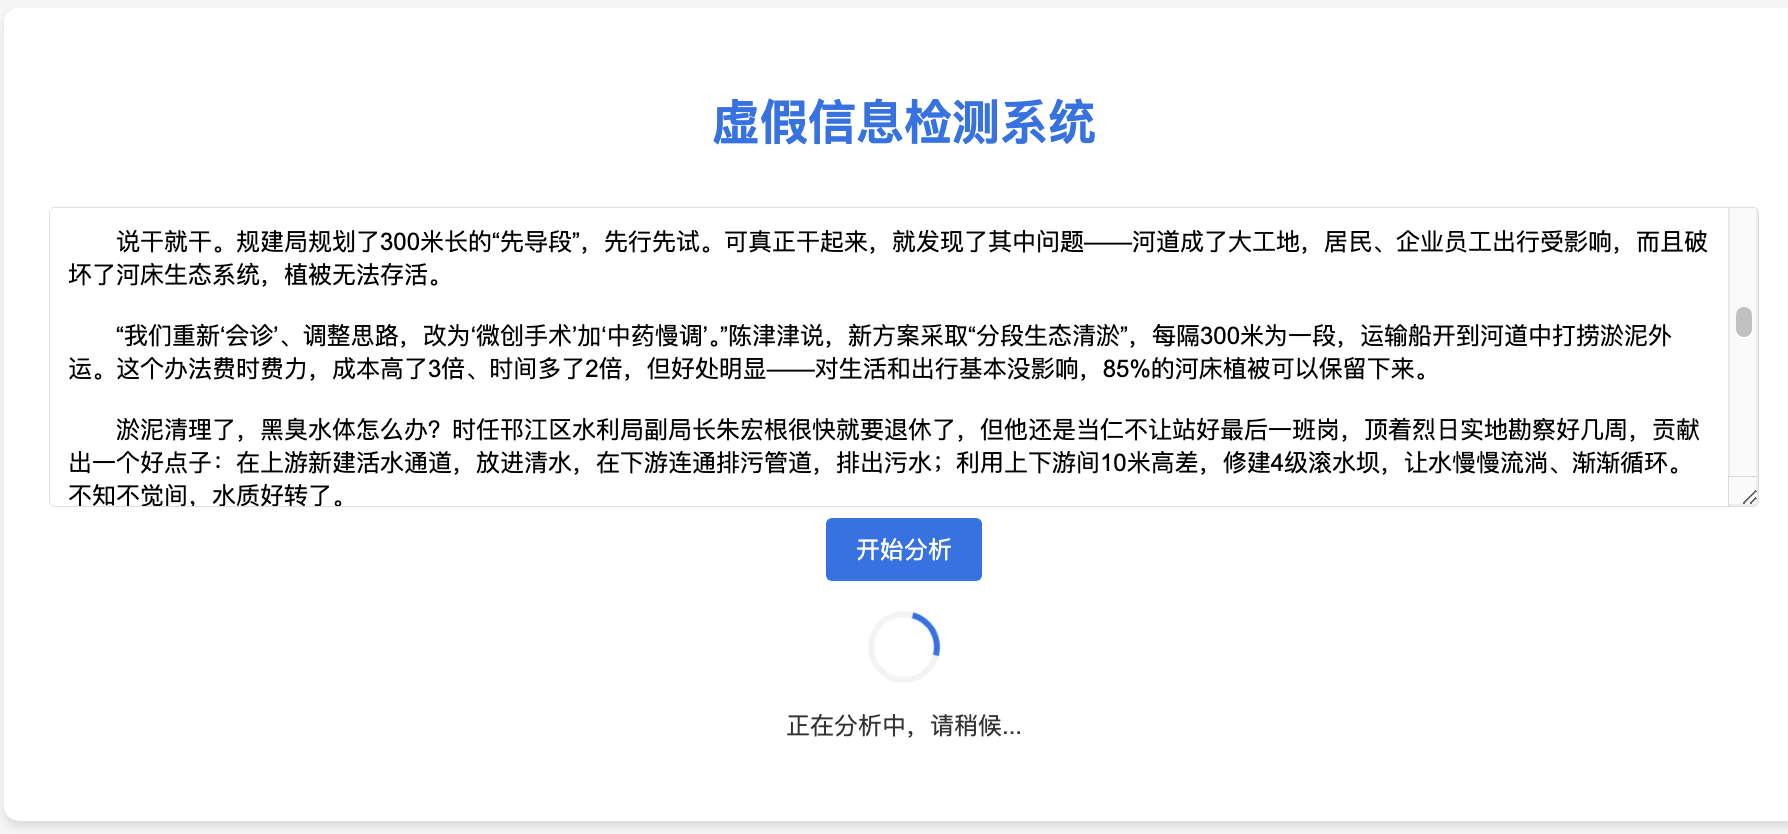 虚假信息检测系统
说干就干。规建局规划了300米长的“先导段”，先行先试。可真正干起来，就发现了其中问题——河道成了大工地，居民、企业员工出行受影响，而且破
坏了河床生态系统，植被无法存活。
“我们重新‘会诊’、调整思路，改为‘微创手术’加‘中药慢调’。”陈津津说，新方案采取“分段生态清淤”，每隔300米为一段，运输船开到河道中打捞淤泥外
运。这个办法费时费力，成本高了3倍、时间多了2倍，但好处明显——对生活和出行基本没影响，85%的河床植被可以保留下来。
淤泥清理了，黑臭水体怎么办？时任邗江区水利局副局长朱宏根很快就要退休了，但他还是当仁不让站好最后一班岗，顶着烈日实地勘察好几周，贡献
出一个好点子：在上游新建活水通道，放进清水，在下游连通排污管道，排出污水；利用上下游间10米高差，修建4级滚水坝，让水慢慢流淌、渐渐循环。
不知不觉间，水质好转了。
开始分析
正在分析中，请稍候...